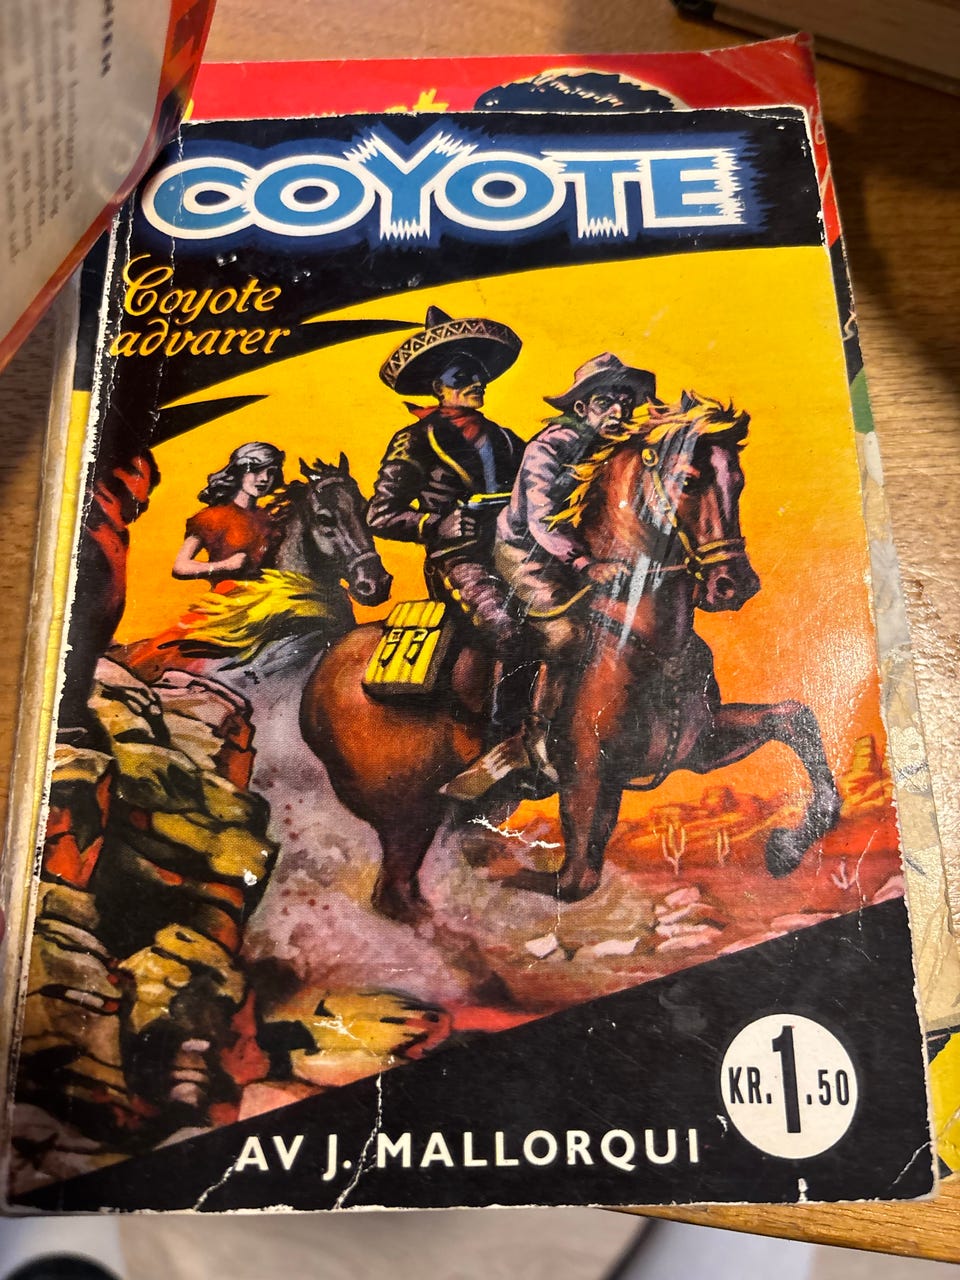 COYOTE
Coyote
advarer
KR. 1.50
AV J. MALLORQUI